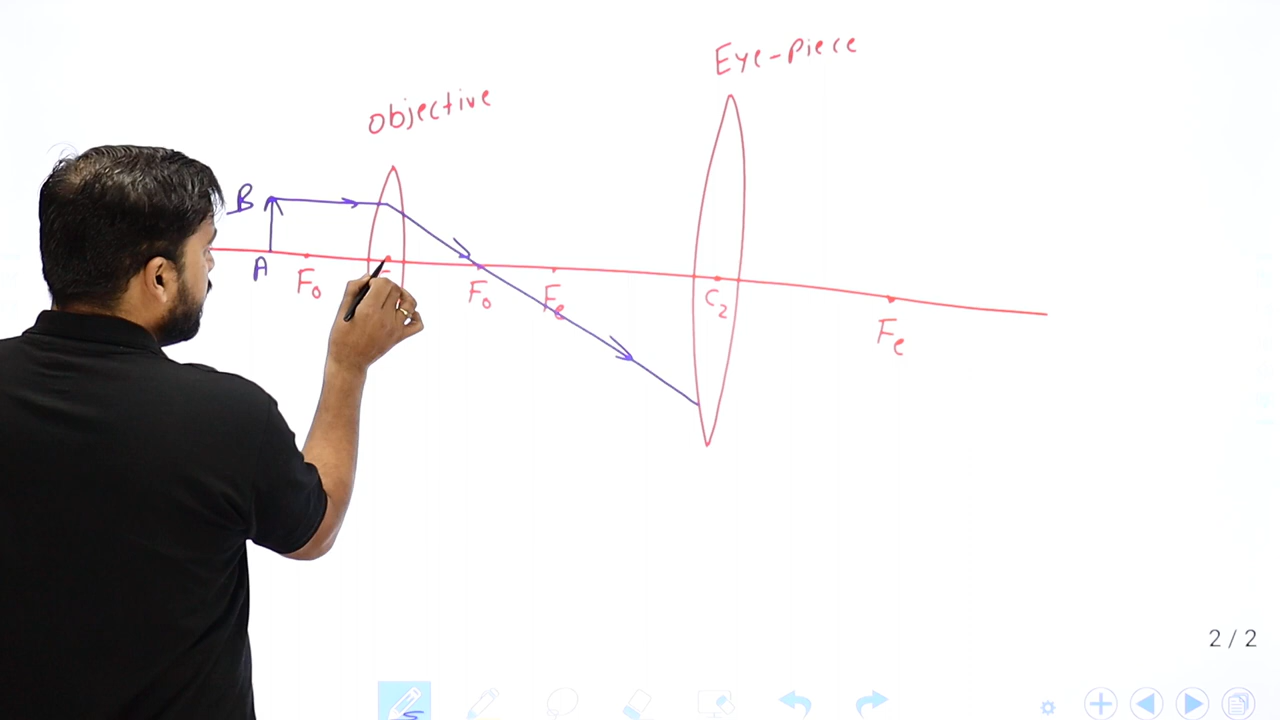 Eye-Piece
Objective
B
A
F₀
F₀
Fe
C₂
Fe
2/2